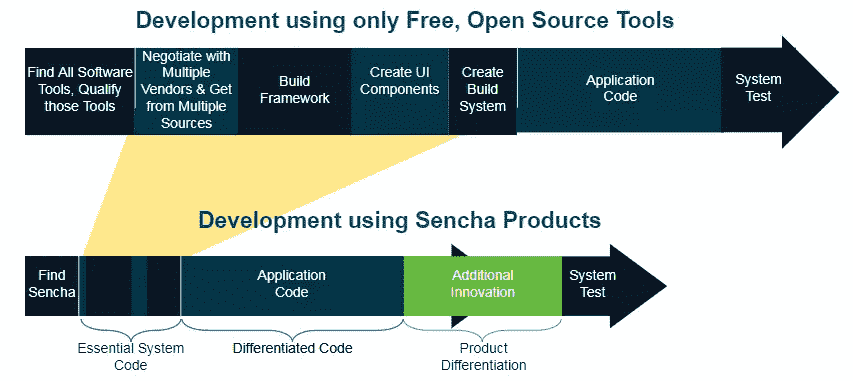 Development using only Free, Open Source Tools
Find All Software
Tools, Qualify
those Tools
Negotiate with
Multiple
Vendors & Get
from Multiple
Sources
Build
Framework
Create UI
Components
Create
Build
System
Application
Code
System
Test
Development using Sencha Products
Find
Sencha
Application
Code
Additional
Innovation
System
Test
Essential System
Code
Differentiated Code
Product
Differentiation